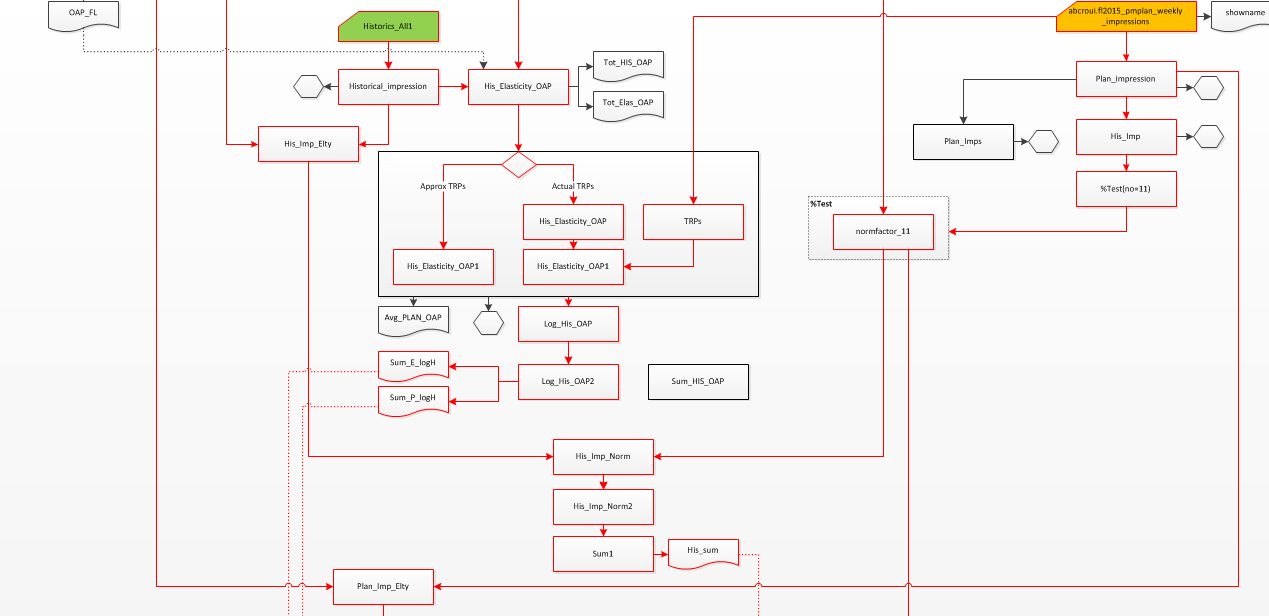 OAP_FL
Historics_All1
abcroui.fl2015_pmplan_weekly
_impressions
showname
Historical_impression
His_Elasticity_OAP
Tot_HIS_OAP
Tot_Elas_OAP
Plan_impression
His_Imp_Elty
Plan_Imps
His_Imp
%Test(no=11)
Approx TRPs
Actual TRPs
His_Elasticity_OAP
TRPs
%Test
normfactor_11
His_Elasticity_OAP1
His_Elasticity_OAP1
Avg_PLAN_OAP
Log_His_OAP
Sum_E_logH
Log_His_OAP2
Sum_HIS_OAP
Sum_P_logH
His_Imp_Norm
His_Imp_Norm2
Sum1
His_sum
Plan_Imp_Elty